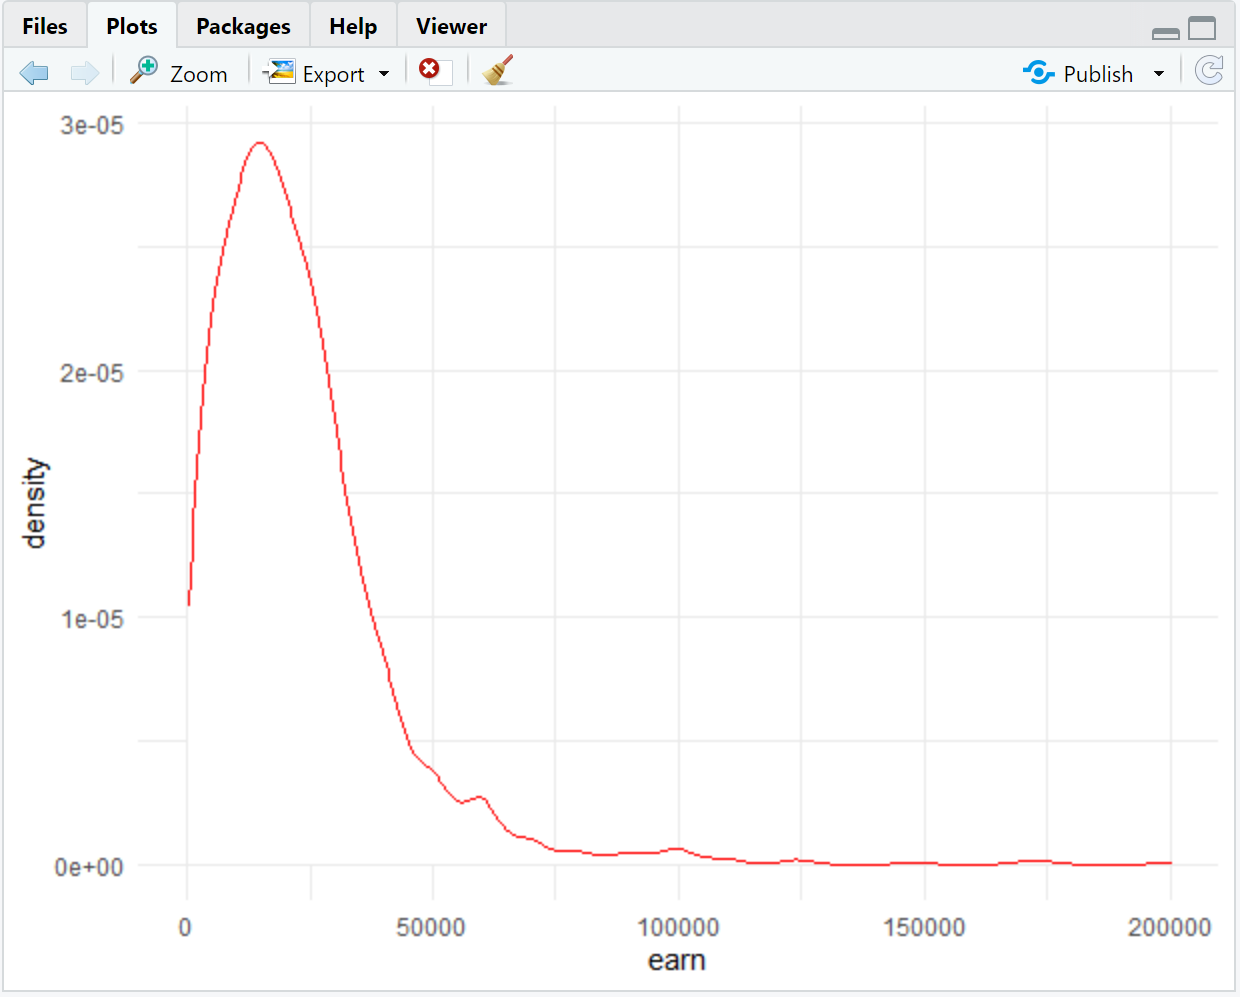 Files Plots Packages Help Viewer
Zoom Export Publish
3e-05
2e-05
1e-05
0e+00
density
0 50000 100000 150000 200000
earn